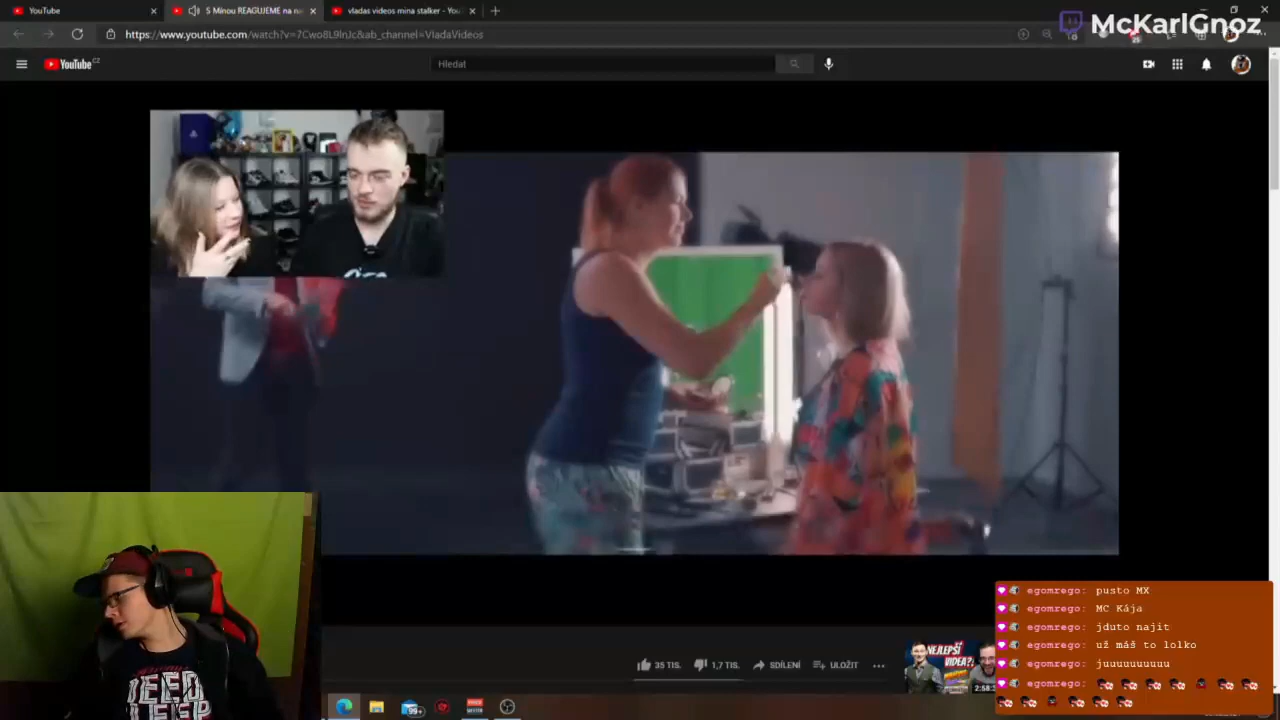 YouTube
S Minou REAGUJEME na na
vladas videos mina stalker - You
McKarlGnoz
https://www.youtube.com/watch?v=7Cwo8L9lnJc&ab_channel=VladaVideos
YouTube CZ
Hledat
35 TIS.
1,7 TIS.
SDÍLENÍ
ULOŽIT
NEJLEPŠÍ
VIDEA?!
egomrego: pusto MX
egomrego: MC Kája
egomrego: jduto najit
egomrego: už máš to lolko
egomrego: juuuuuuuuu
egomrego: